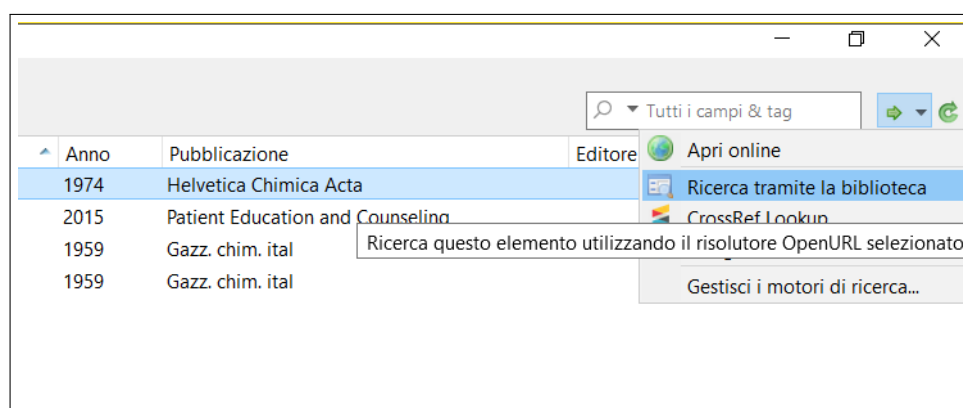 Tutti i campi & tag
Anno Pubblicazione Editore
1974 Helvetica Chimica Acta
2015 Patient Education and Counseling
1959 Gazz. chim. ital
1959 Gazz. chim. ital
Apri online
Ricerca tramite la biblioteca
CrossRef Lookup
Ricerca questo elemento utilizzando il risolutore OpenURL selezionato
Gestisci i motori di ricerca...